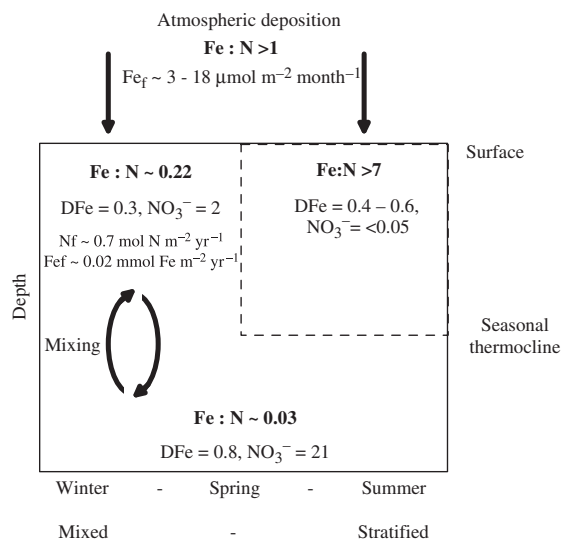 Atmospheric deposition
Fe : N >1
Fef ~ 3 - 18 µmol m−2 month−1
Surface
Fe : N ~ 0.22
Fe:N >7
DFe = 0.3, NO3− = 2
DFe = 0.4 – 0.6,
NO3− = <0.05
Nf ~ 0.7 mol N m−2 yr−1
Fef ~ 0.02 mmol Fe m−2 yr−1
Depth
Mixing
Seasonal
thermocline
Fe : N ~ 0.03
DFe = 0.8, NO3− = 21
Winter - Spring - Summer
Mixed - Stratified